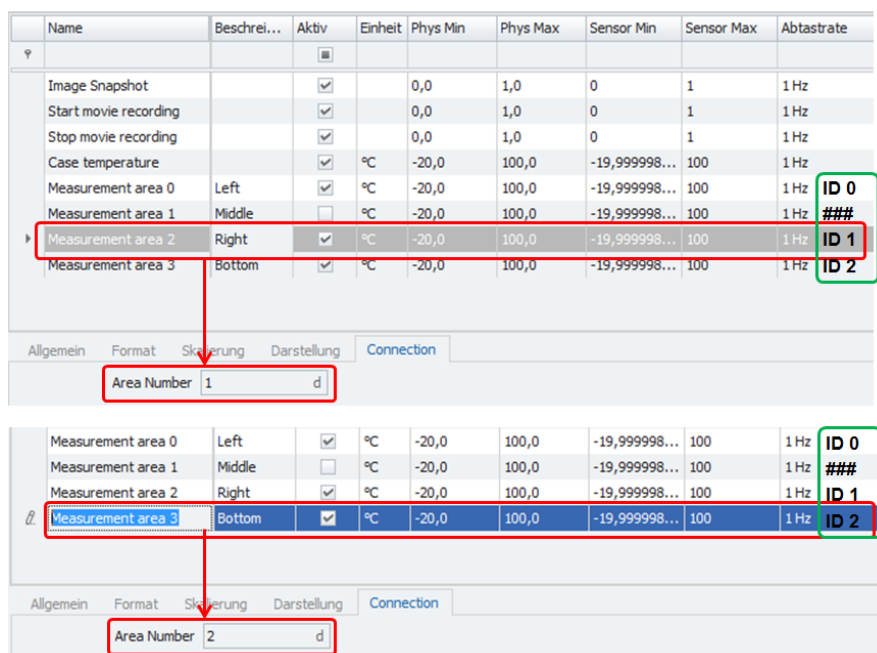 Name Beschrei... Aktiv Einheit Phys Min Phys Max Sensor Min Sensor Max Abtastrate
Image Snapshot 0,0 1,0 0 1 1 Hz
Start movie recording 0,0 1,0 0 1 1 Hz
Stop movie recording 0,0 1,0 0 1 1 Hz
Case temperature °C -20,0 100,0 -19,999998... 100 1 Hz
Measurement area 0 Left °C -20,0 100,0 -19,999998... 100 1 Hz ID 0
Measurement area 1 Middle °C -20,0 100,0 -19,999998... 100 1 Hz ###
Measurement area 2 Right °C -20,0 100,0 -19,999998... 100 1 Hz ID 1
Measurement area 3 Bottom °C -20,0 100,0 -19,999998... 100 1 Hz ID 2
Allgemein Format Skalierung Darstellung Connection
Area Number 1 d
Measurement area 0 Left °C -20,0 100,0 -19,999998... 100 1 Hz ID 0
Measurement area 1 Middle °C -20,0 100,0 -19,999998... 100 1 Hz ###
Measurement area 2 Right °C -20,0 100,0 -19,999998... 100 1 Hz ID 1
Measurement area 3 Bottom °C -20,0 100,0 -19,999998... 100 1 Hz ID 2
Allgemein Format Skalierung Darstellung Connection
Area Number 2 d